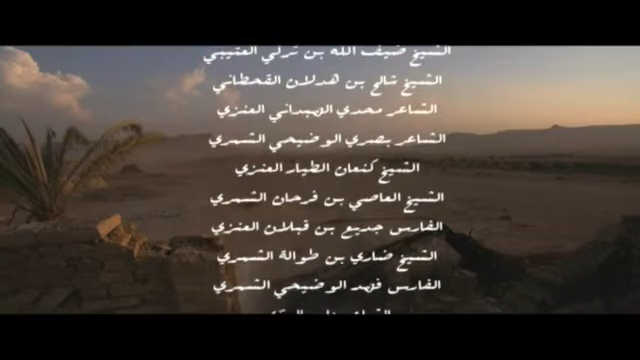 الشيخ ضيف الله بن تركي العتيبي
الشيخ شالح بن هدلان القحطاني
الشاعر محدي الهبداني العنزي
الشاعر بصري الوضيحي الشمري
الشيخ كنعان الطيار العنزي
الشيخ العاصي بن فرحان الشمري
الفارس جديع بن قبلان العنزي
الشيخ ضاري بن طوالة الشمري
الفارس فهد الوضيحي الشمري